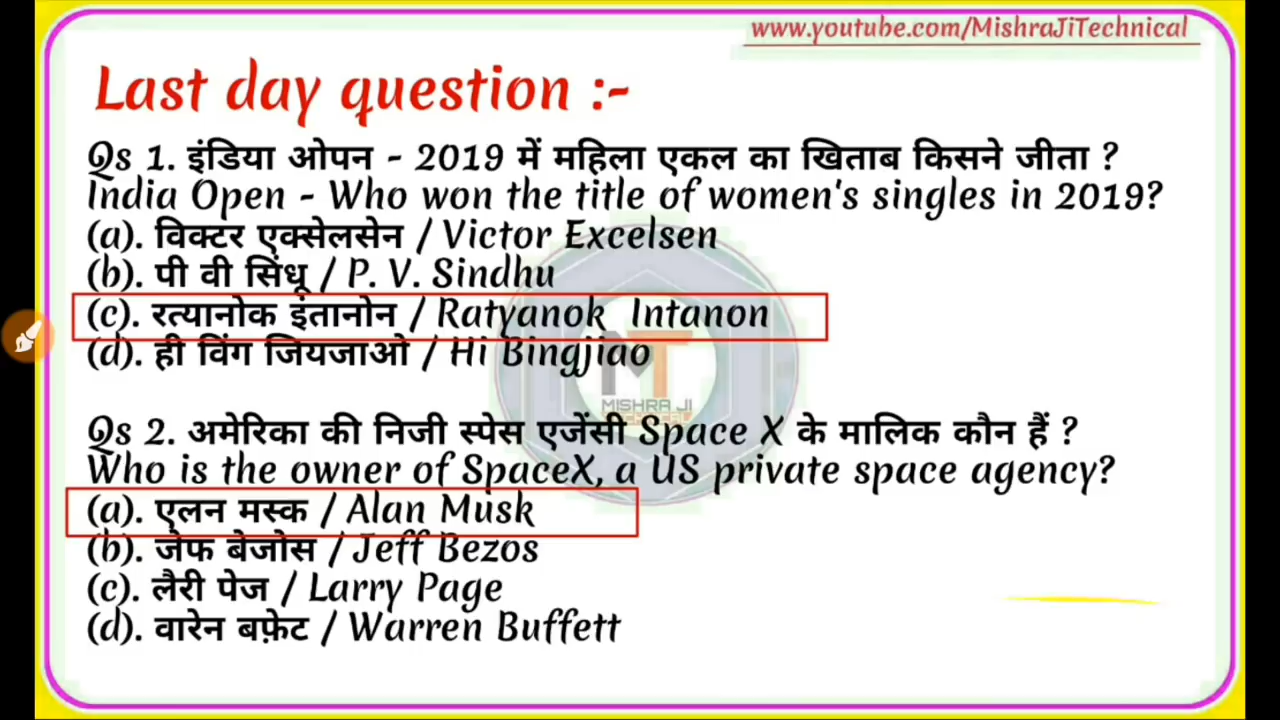 www.youtube.com/MishraJiTechnical
Last day question :-
Qs 1. इंडिया ओपन - 2019 में महिला एकल का खिताब किसने जीता ?
India Open - Who won the title of women's singles in 2019?
(a). विक्टर एक्सेलसेन / Victor Excelsen
(b). पी वी सिंधू / P. V. Sindhu
(c). रत्यानोक इंतानोन / Ratyanok Intanon
(d). ही विंग जियजाओ / Hi Bingjiao
MT
MISHRA JI
Qs 2. अमेरिका की निजी स्पेस एजेंसी Space X के मालिक कौन हैं ?
Who is the owner of SpaceX, a US private space agency?
(a). एलन मस्क / Alan Musk
(b). जेफ बेजोस / Jeff Bezos
(c). लैरी पेज / Larry Page
(d). वारेन बफ़ेट / Warren Buffett